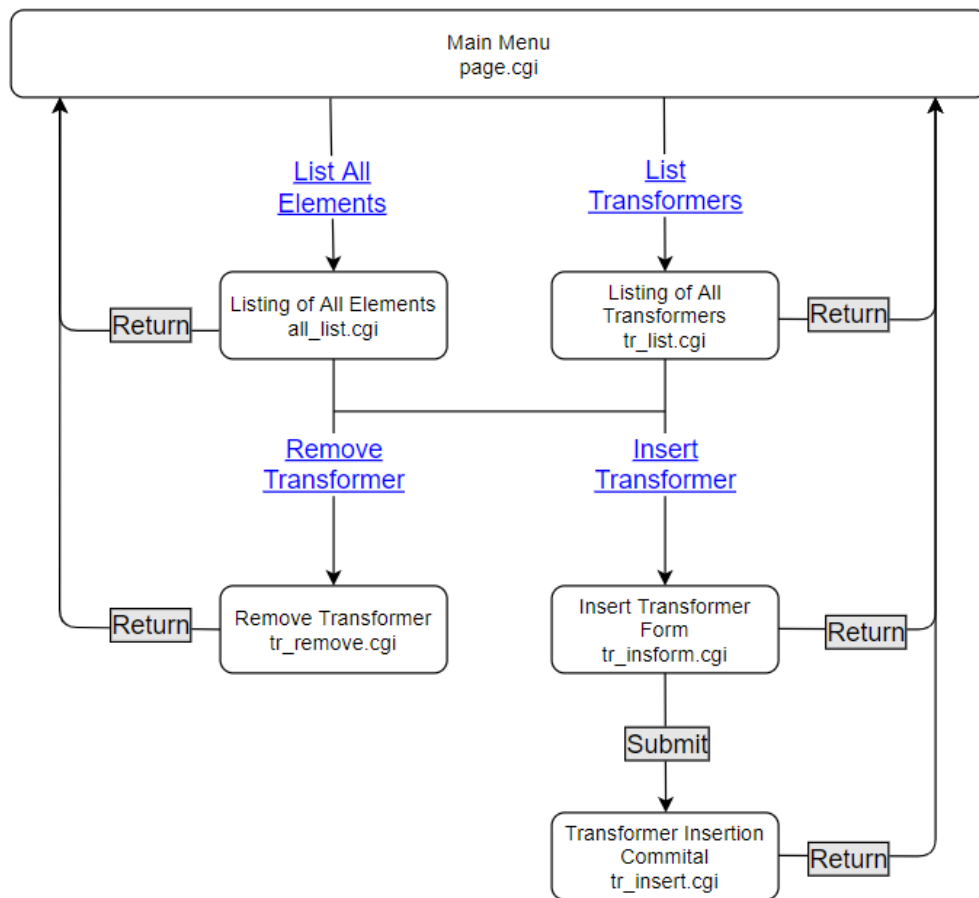 Main Menu
page.cgi
List All
Elements
List
Transformers
Listing of All Elements
all_list.cgi
Listing of All
Transformers
tr_list.cgi
Return
Return
Remove
Transformer
Insert
Transformer
Remove Transformer
tr_remove.cgi
Insert Transformer
Form
tr_insform.cgi
Return
Return
Submit
Transformer Insertion
Commital
tr_insert.cgi
Return